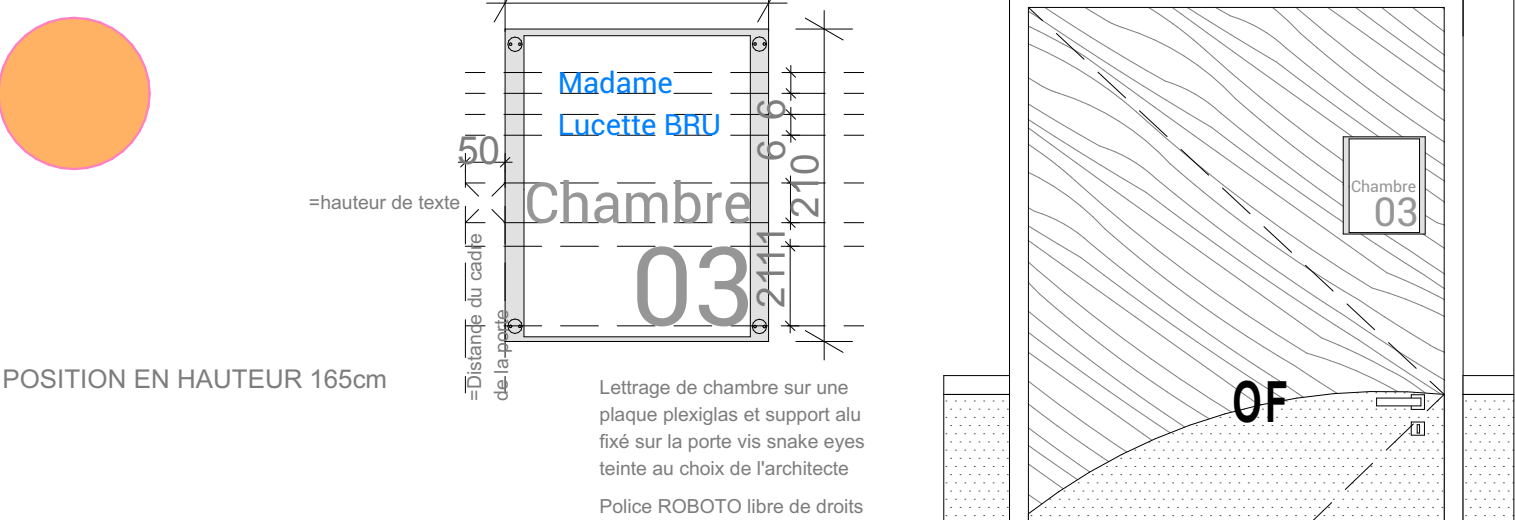 Madame
Lucette BRU
6
6
50
210
=hauteur de texte
Chambre
03
2111
=Distance du cadre
de la porte
POSITION EN HAUTEUR 165cm
Lettrage de chambre sur une
plaque plexiglas et support alu
fixé sur la porte vis snake eyes
teinte au choix de l'architecte
Police ROBOTO libre de droits
Chambre
03
OF